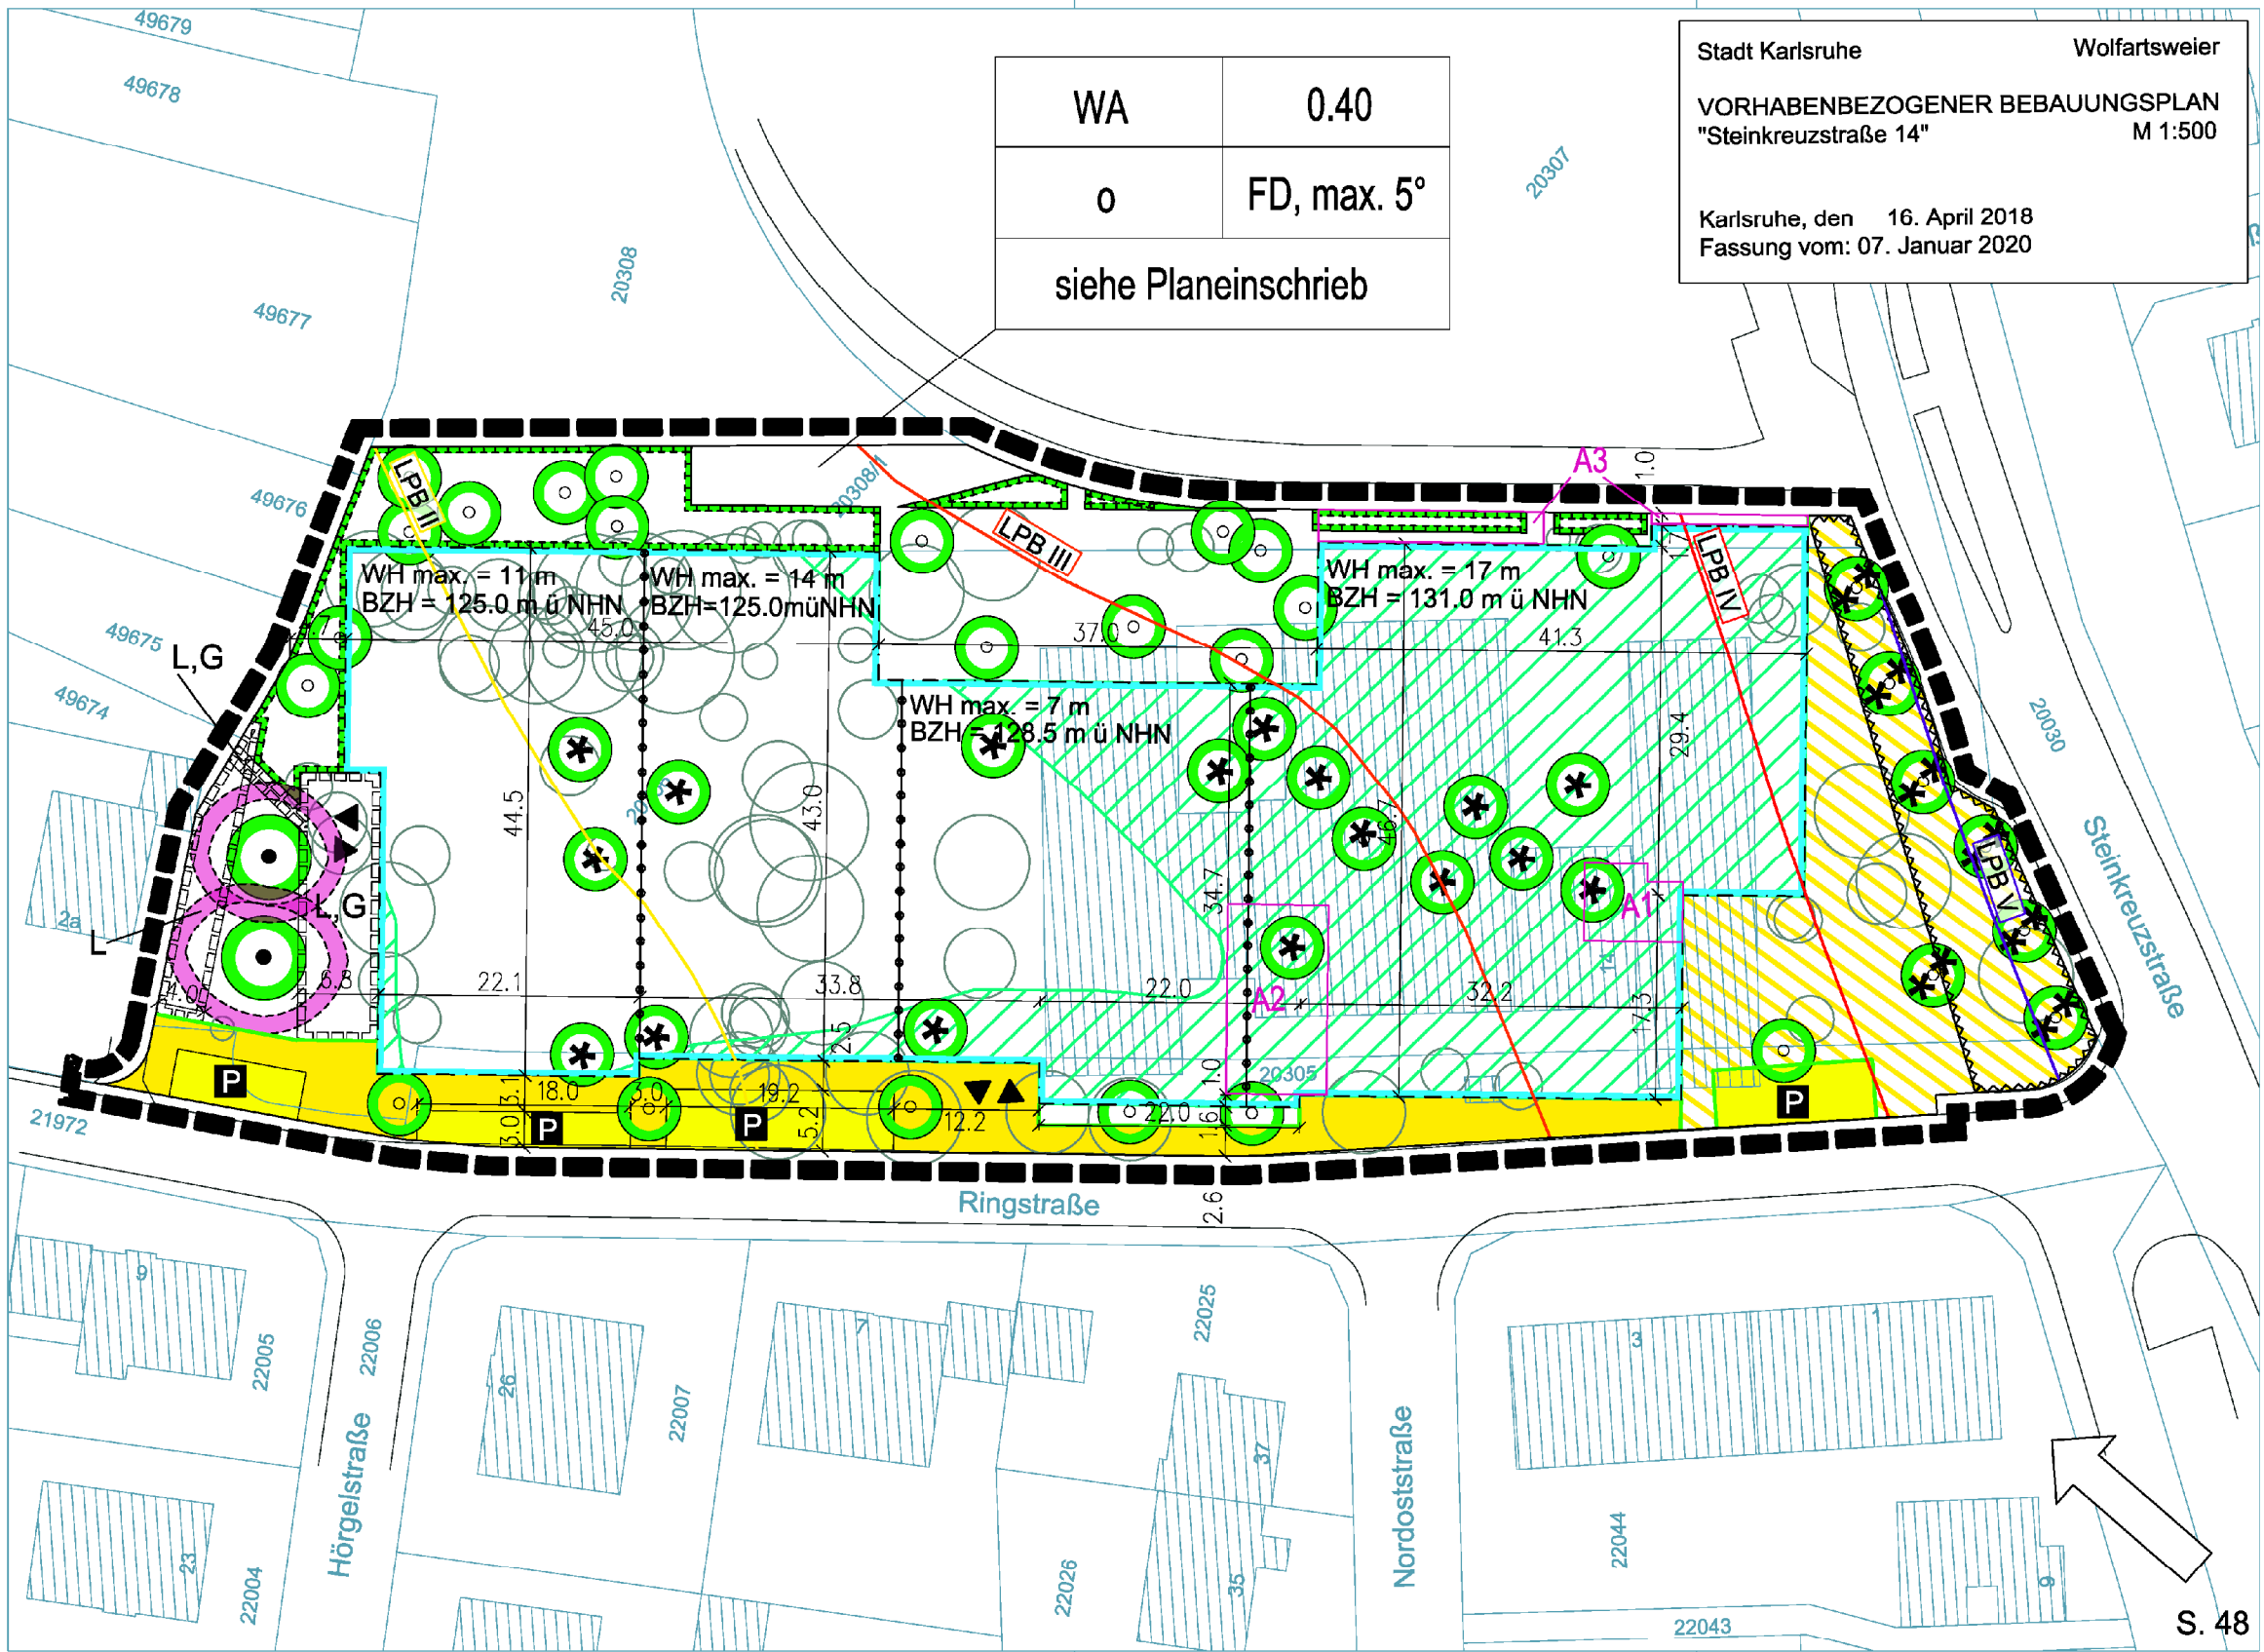 Stadt Karlsruhe Wolfartsweier
VORHABENBEZOGENER BEBAUUNGSPLAN
"Steinkreuzstraße 14" M 1:500
Karlsruhe, den 16. April 2018
Fassung vom: 07. Januar 2020
WA 0.40
o FD, max. 5°
siehe Planeinschrieb
49679
49678
49677
49676
49675
49674
20308
20307
20308/1
20030
LPB II
LPB III
LPB IV
LPB V
A3
1.0
WH max. = 11 m
BZH = 125.0 m ü NHN
WH max. = 14 m
BZH=125.0müNHN
WH max. = 17 m
BZH = 131.0 m ü NHN
WH max. = 7 m
BZH = 128.5 m ü NHN
45.0
37.0
41.3
29.4
44.5
43.0
46.7
34.7
L,G
L,G
L
2a
4.0
6.8
22.1
33.8
22.0
32.2
17.3
A1
A2
14
2.5
1.0
20305
P
P
P
P
3.1
18.0
3.0
19.2
3.0
5.2
12.2
22.0
1.6
2.6
21972
Ringstraße
Steinkreuzstraße
Hörgelstraße
Nordoststraße
9
22005
22006
26
22007
7
22025
37
3
1
23
22004
22026
35
22044
22043
9
S. 48